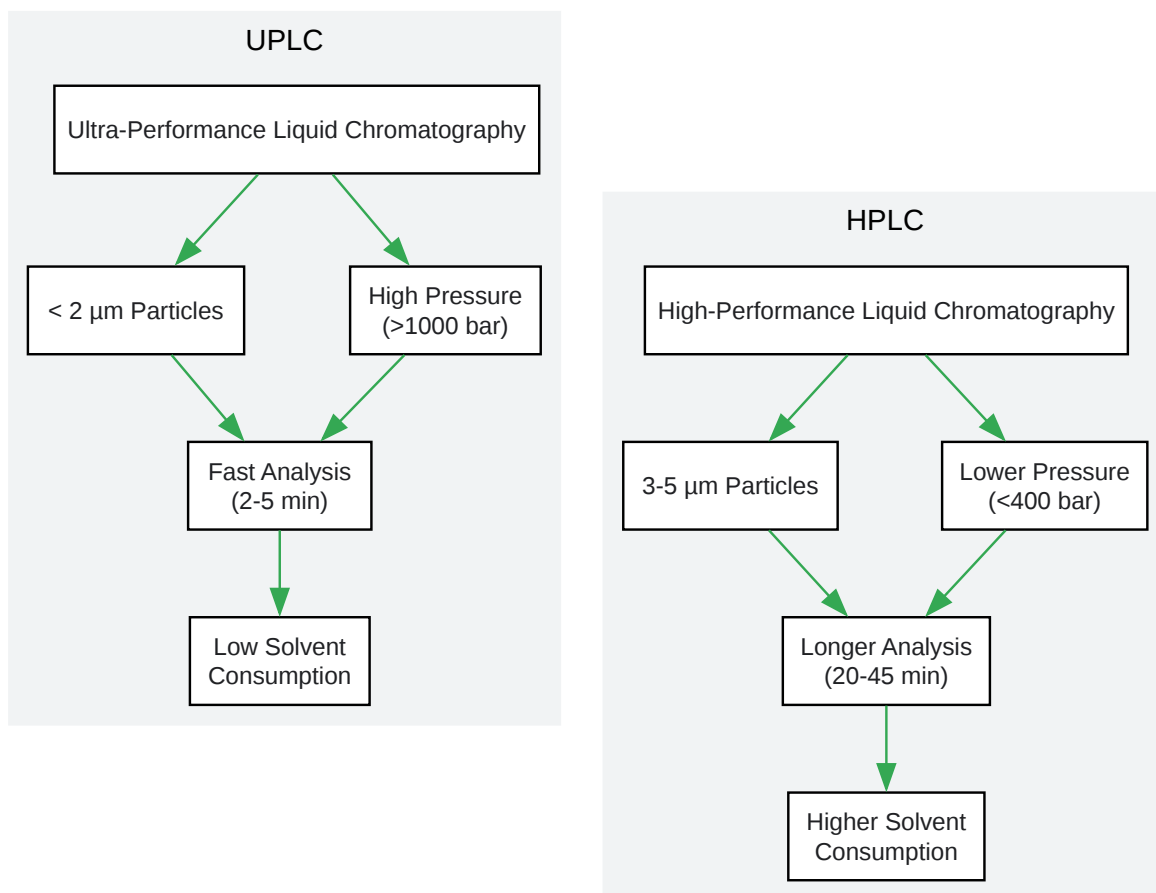 UPLC
Ultra-Performance Liquid Chromatography
< 2 µm Particles
High Pressure
(>1000 bar)
Fast Analysis
(2-5 min)
Low Solvent
Consumption
HPLC
High-Performance Liquid Chromatography
3-5 µm Particles
Lower Pressure
(<400 bar)
Longer Analysis
(20-45 min)
Higher Solvent
Consumption